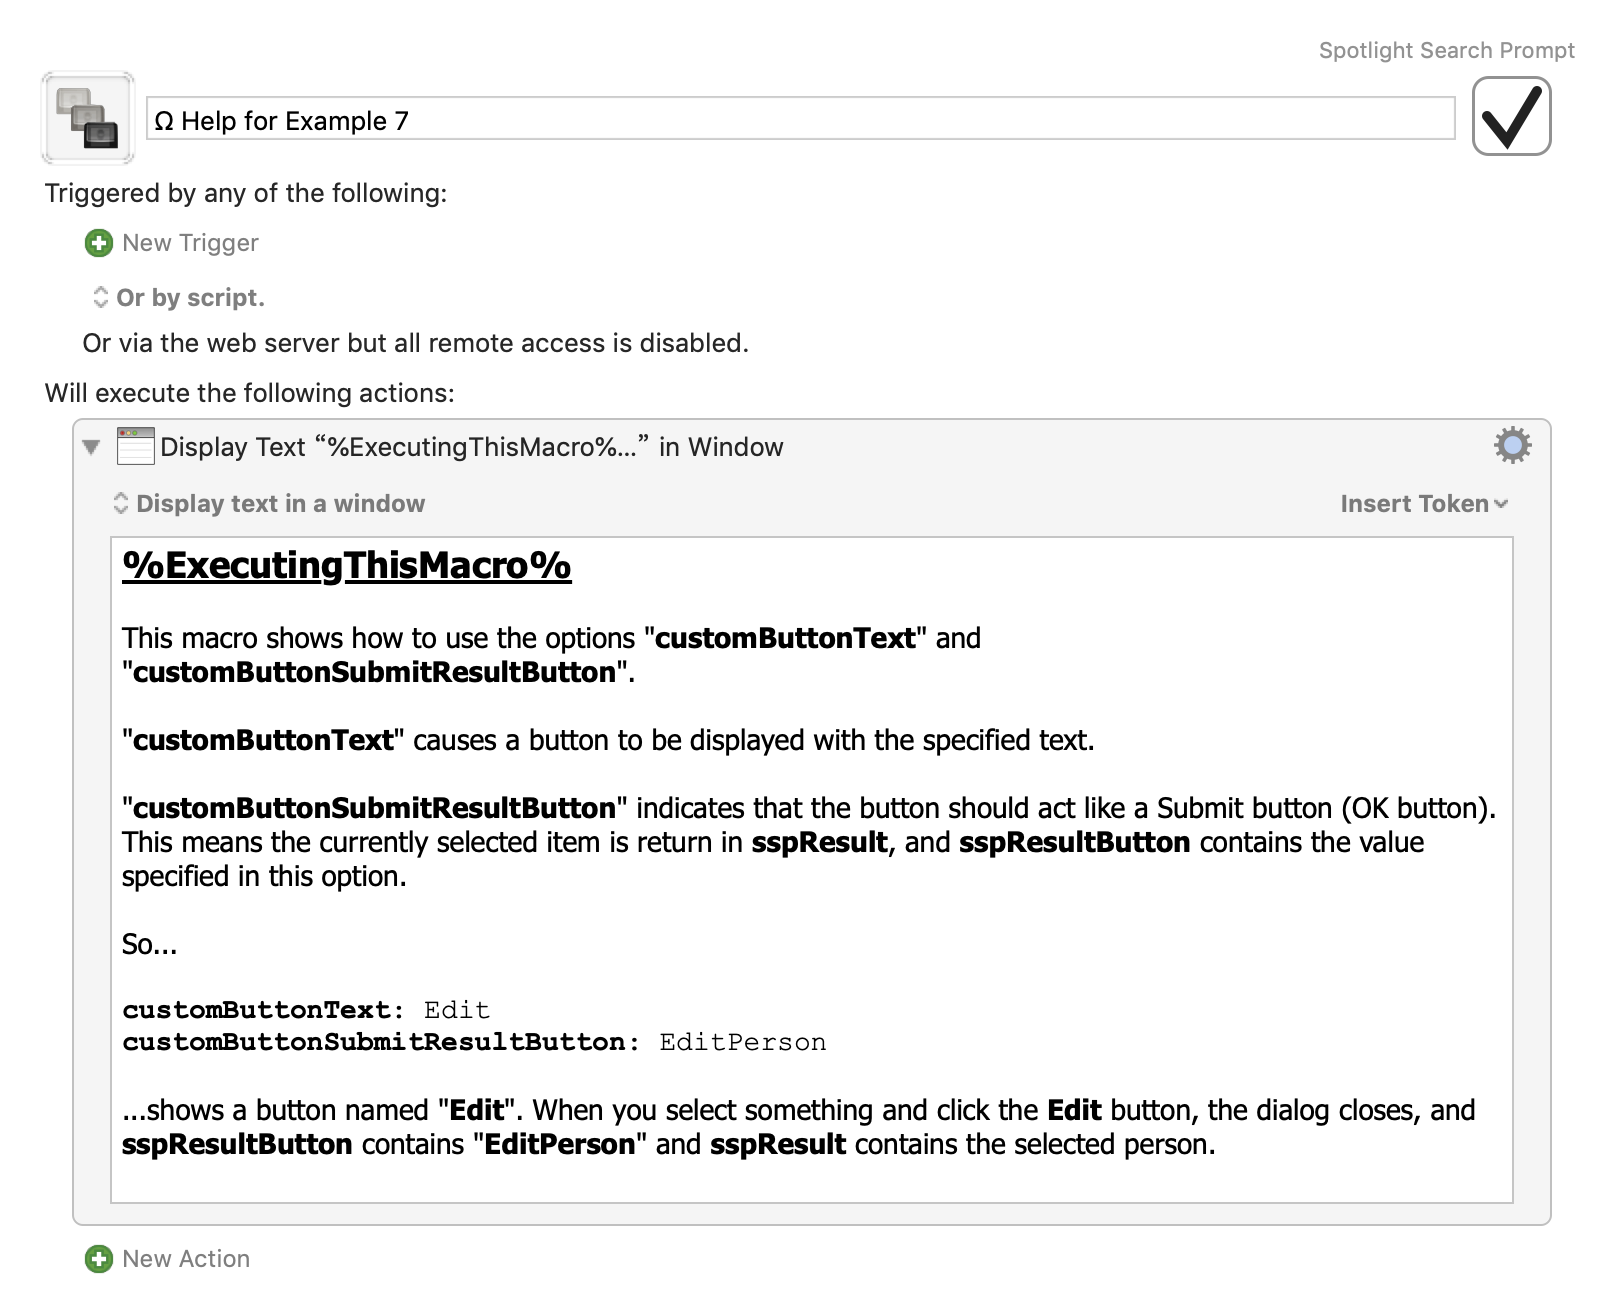 Spotlight Search Prompt
Ω Help for Example 7
Triggered by any of the following:
New Trigger
Or by script.
Or via the web server but all remote access is disabled.
Will execute the following actions:
Display Text “%ExecutingThisMacro%...” in Window
Display text in a window
Insert Token
%ExecutingThisMacro%
This macro shows how to use the options "customButtonText" and
"customButtonSubmitResultButton".
"customButtonText" causes a button to be displayed with the specified text.
"customButtonSubmitResultButton" indicates that the button should act like a Submit button (OK button).
This means the currently selected item is return in sspResult, and sspResultButton contains the value
specified in this option.
So...
customButtonText: Edit
customButtonSubmitResultButton: EditPerson
...shows a button named "Edit". When you select something and click the Edit button, the dialog closes, and
sspResultButton contains "EditPerson" and sspResult contains the selected person.
New Action